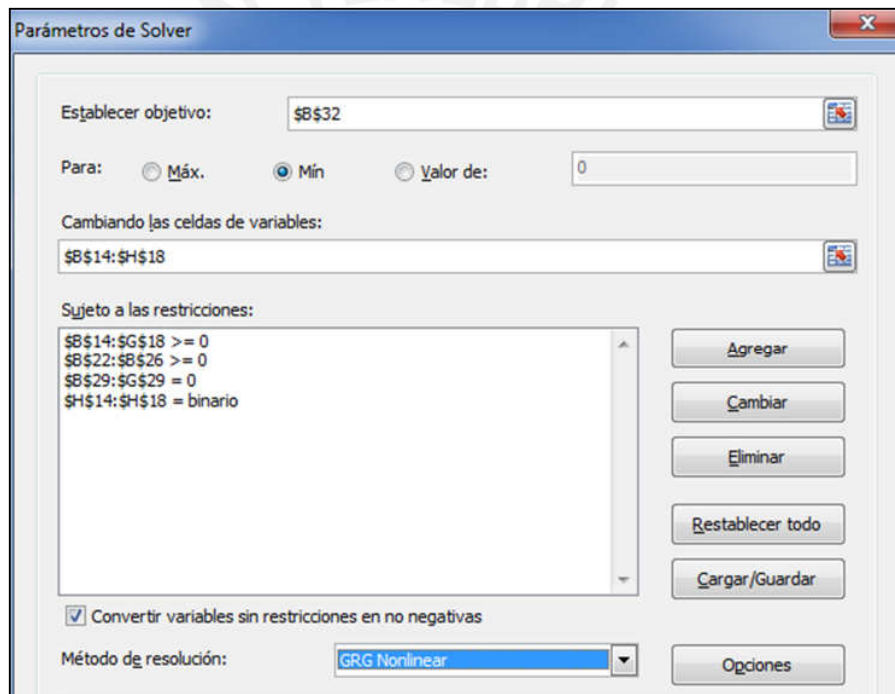 Parámetros de Solver
Establecer objetivo: $B$32
Para: Máx. Mín Valor de: 0
Cambiando las celdas de variables:
$B$14:$H$18
Sujeto a las restricciones:
$B$14:$G$18 >= 0
$B$22:$B$26 >= 0
$B$29:$G$29 = 0
$H$14:$H$18 = binario
Agregar
Cambiar
Eliminar
Restablecer todo
Cargar/Guardar
Convertir variables sin restricciones en no negativas
Método de resolución: GRG Nonlinear Opciones